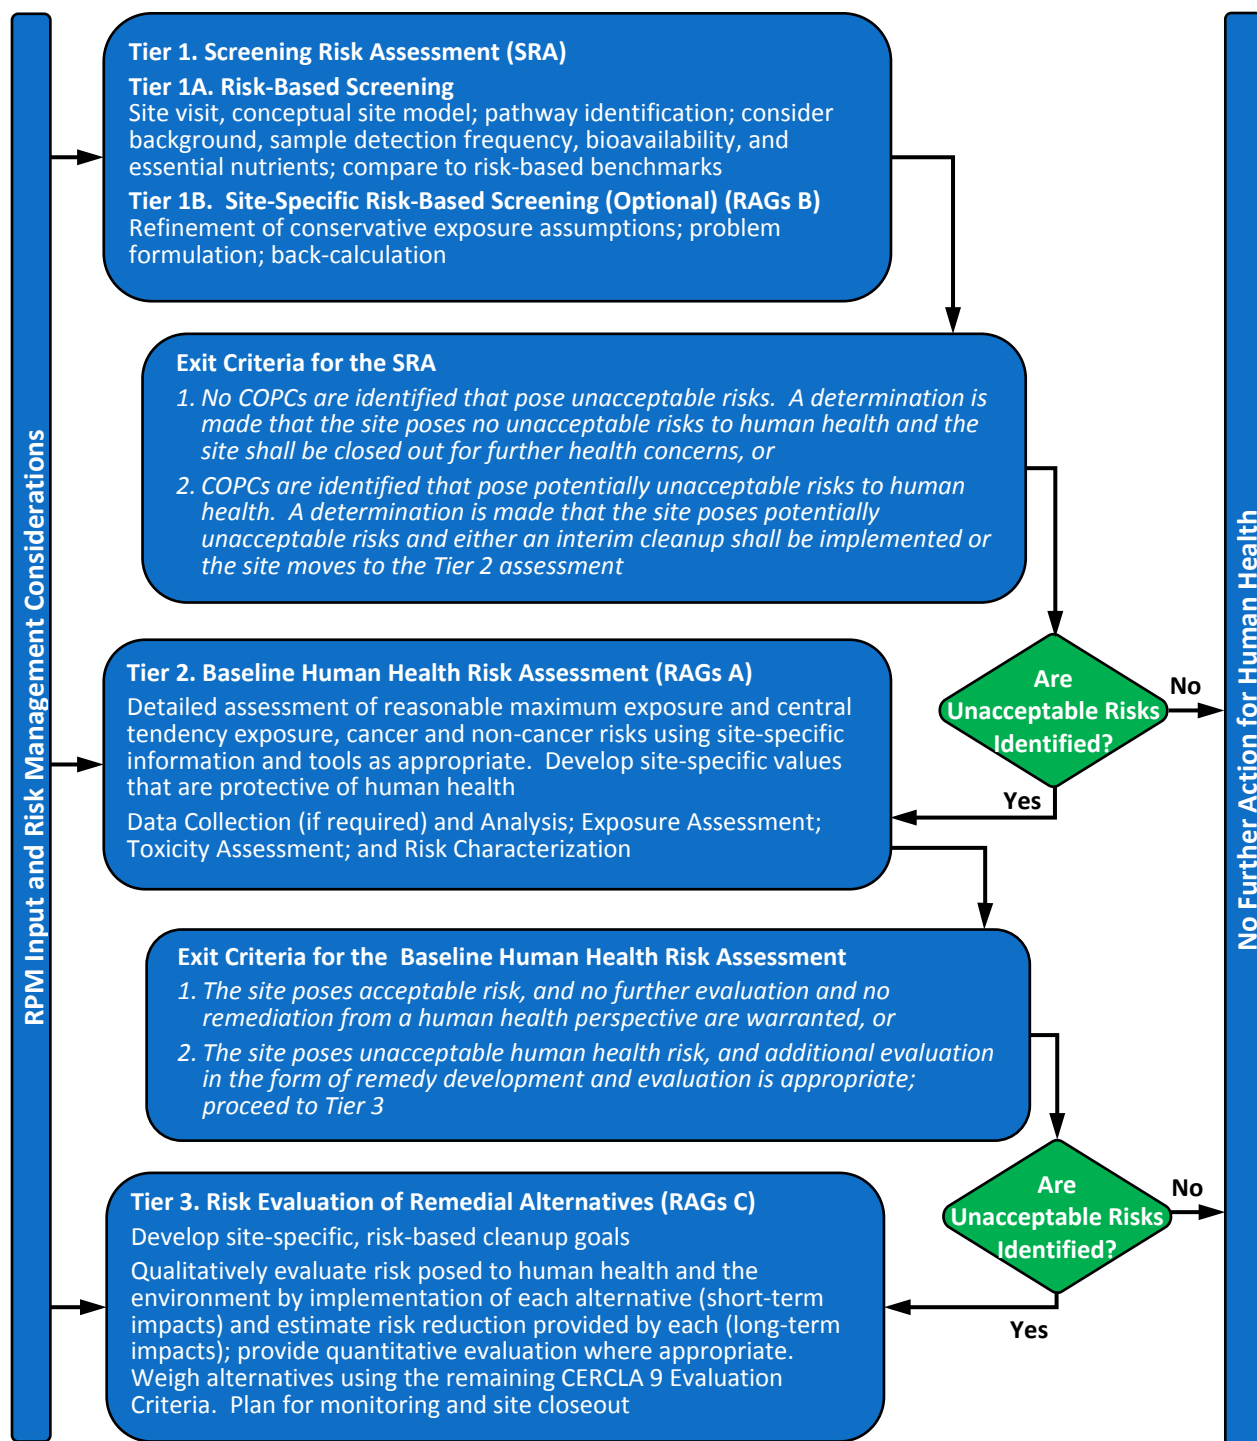 RPM Input and Risk Management Considerations
Tier 1. Screening Risk Assessment (SRA)
Tier 1A. Risk-Based Screening
Site visit, conceptual site model; pathway identification; consider
background, sample detection frequency, bioavailability, and
essential nutrients; compare to risk-based benchmarks
Tier 1B.  Site-Specific Risk-Based Screening (Optional) (RAGs B)
Refinement of conservative exposure assumptions; problem
formulation; back-calculation
Exit Criteria for the SRA
1. No COPCs are identified that pose unacceptable risks.  A determination is
made that the site poses no unacceptable risks to human health and the
site shall be closed out for further health concerns, or
2. COPCs are identified that pose potentially unacceptable risks to human
health.  A determination is made that the site poses potentially
unacceptable risks and either an interim cleanup shall be implemented or
the site moves to the Tier 2 assessment
Are
Unacceptable Risks
Identified?
No
Yes
Tier 2. Baseline Human Health Risk Assessment (RAGs A)
Detailed assessment of reasonable maximum exposure and central
tendency exposure, cancer and non-cancer risks using site-specific
information and tools as appropriate.  Develop site-specific values
that are protective of human health
Data Collection (if required) and Analysis; Exposure Assessment;
Toxicity Assessment; and Risk Characterization
Exit Criteria for the  Baseline Human Health Risk Assessment
1. The site poses acceptable risk, and no further evaluation and no
remediation from a human health perspective are warranted, or
2. The site poses unacceptable human health risk, and additional evaluation
in the form of remedy development and evaluation is appropriate;
proceed to Tier 3
Are
Unacceptable Risks
Identified?
No
Yes
Tier 3. Risk Evaluation of Remedial Alternatives (RAGs C)
Develop site-specific, risk-based cleanup goals
Qualitatively evaluate risk posed to human health and the
environment by implementation of each alternative (short-term
impacts) and estimate risk reduction provided by each (long-term
impacts); provide quantitative evaluation where appropriate.
Weigh alternatives using the remaining CERCLA 9 Evaluation
Criteria.  Plan for monitoring and site closeout
No Further Action for Human Health